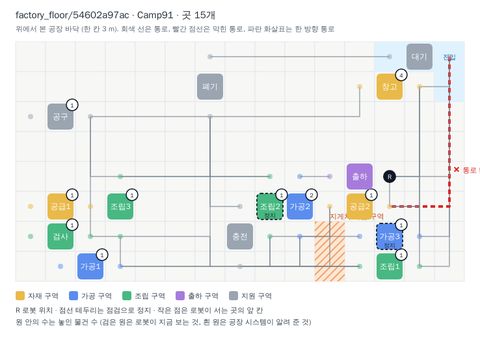 factory_floor/54602a97ac · Camp91 · 곳 15개
위에서 본 공장 바닥 (한 칸 3 m). 회색 선은 통로, 빨간 선은 막힌 통로, 파란 화살표는 한 방향 통로
대기
진입
폐기
창고
4
공구
1
✕ 통로
출하
R
공급1
1
조립3
1
조립2
1
점검
가공2
2
공급2
1
지게차
구역
검사
1
충전
가공3
1
점검
가공1
1
조립1
1
자재 구역
가공 구역
조립 구역
출하 구역
지원 구역
R 로봇 위치 · 점선 테두리는 점검으로 정지 · 작은 점은 로봇이 서는 곳의 앞 칸
원 안의 수는 놓인 물건 수 (검은 원은 로봇이 지금 보는 것, 흰 원은 공장 시스템이 알려 준 것)